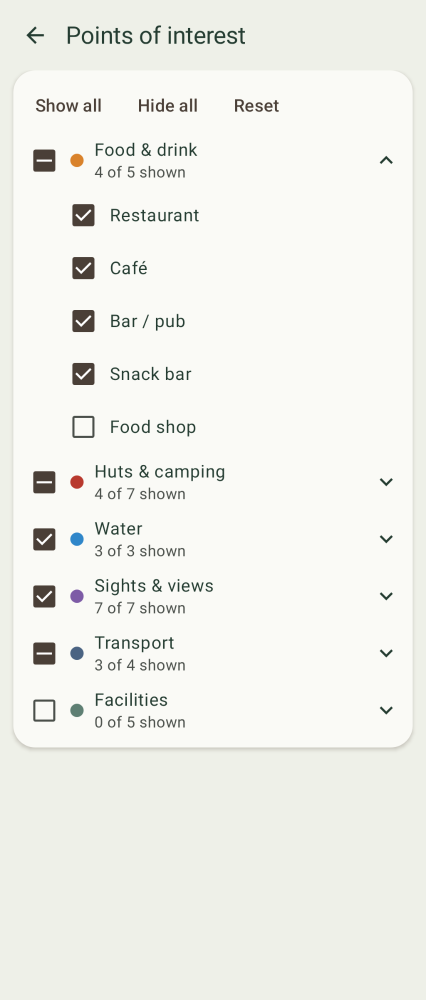 Points of interest
Show all Hide all Reset
Food & drink
4 of 5 shown
Restaurant
Café
Bar / pub
Snack bar
Food shop
Huts & camping
4 of 7 shown
Water
3 of 3 shown
Sights & views
7 of 7 shown
Transport
3 of 4 shown
Facilities
0 of 5 shown